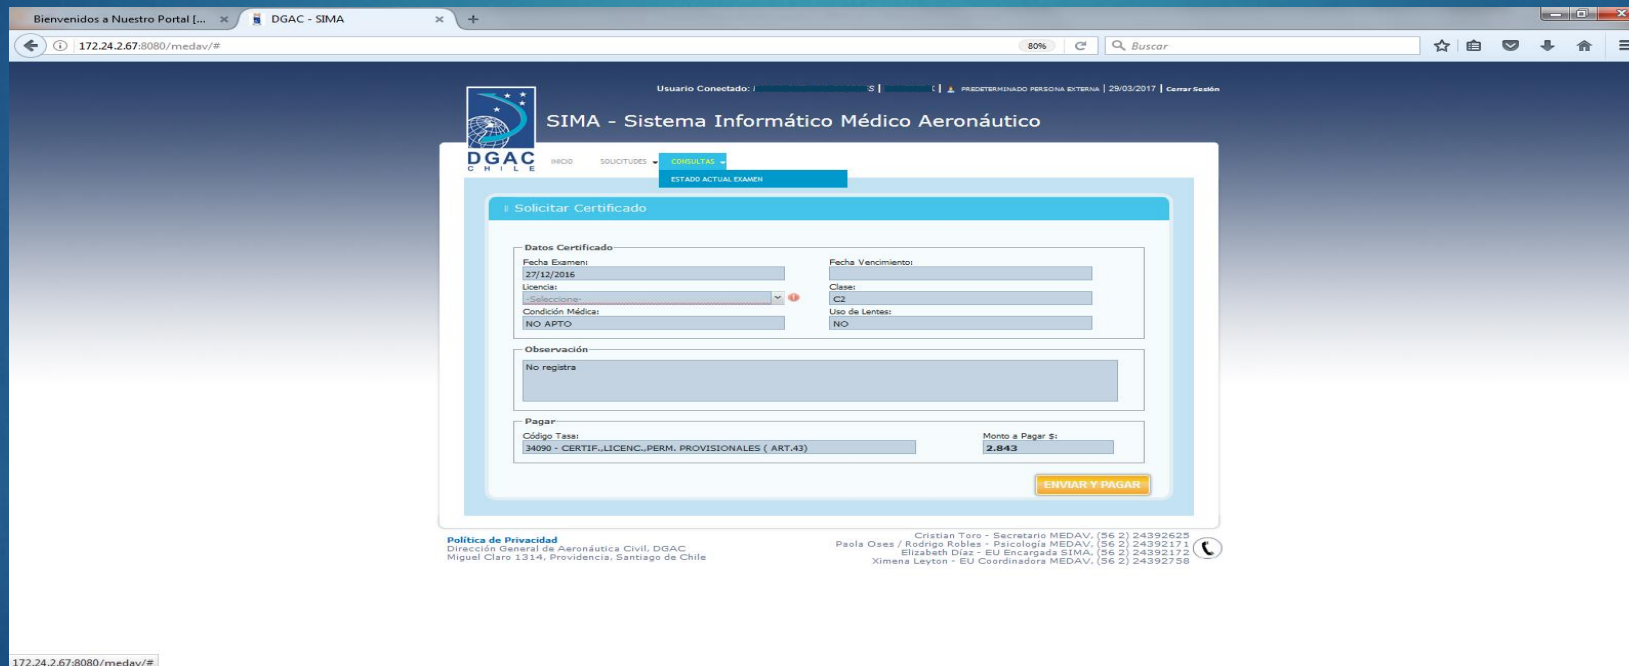 Bienvenidos a Nuestro Portal [...
DGAC - SIMA
172.24.2.67:8080/medav/#
80%
Buscar
Usuario Conectado: S | | PREDETERMINADO PERSONA EXTERNA | 29/03/2017 | Cerrar Sesión
SIMA - Sistema Informático Médico Aeronáutico
DGAC
CHILE
INICIO SOLICITUDES CONSULTAS
ESTADO ACTUAL EXAMEN
Solicitar Certificado
Datos Certificado
Fecha Examen: Fecha Vencimiento:
27/12/2016
Licencia: Clase:
-Seleccione- C2
Condición Médica: Uso de Lentes:
NO APTO NO
Observación
No registra
Pagar
Código Tasa: Monto a Pagar $:
34090 - CERTIF.,LICENC.,PERM. PROVISIONALES ( ART.43) 2.843
ENVIAR Y PAGAR
Política de Privacidad
Dirección General de Aeronáutica Civil, DGAC
Miguel Claro 1314, Providencia, Santiago de Chile
Cristian Toro - Secretario MEDAV, (56 2) 24392625
Paola Oses / Rodrigo Robles - Psicología MEDAV, (56 2) 24392171
Elizabeth Díaz - EU Encargada SIMA, (56 2) 24392172
Ximena Leyton - EU Coordinadora MEDAV, (56 2) 24392758
172.24.2.67:8080/medav/#